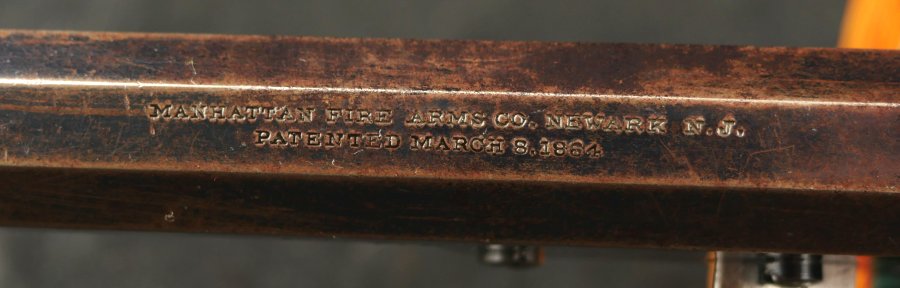 MANHATTAN FIRE ARMS CO. NEWARK N.J.
PATENTED MARCH 8, 1864